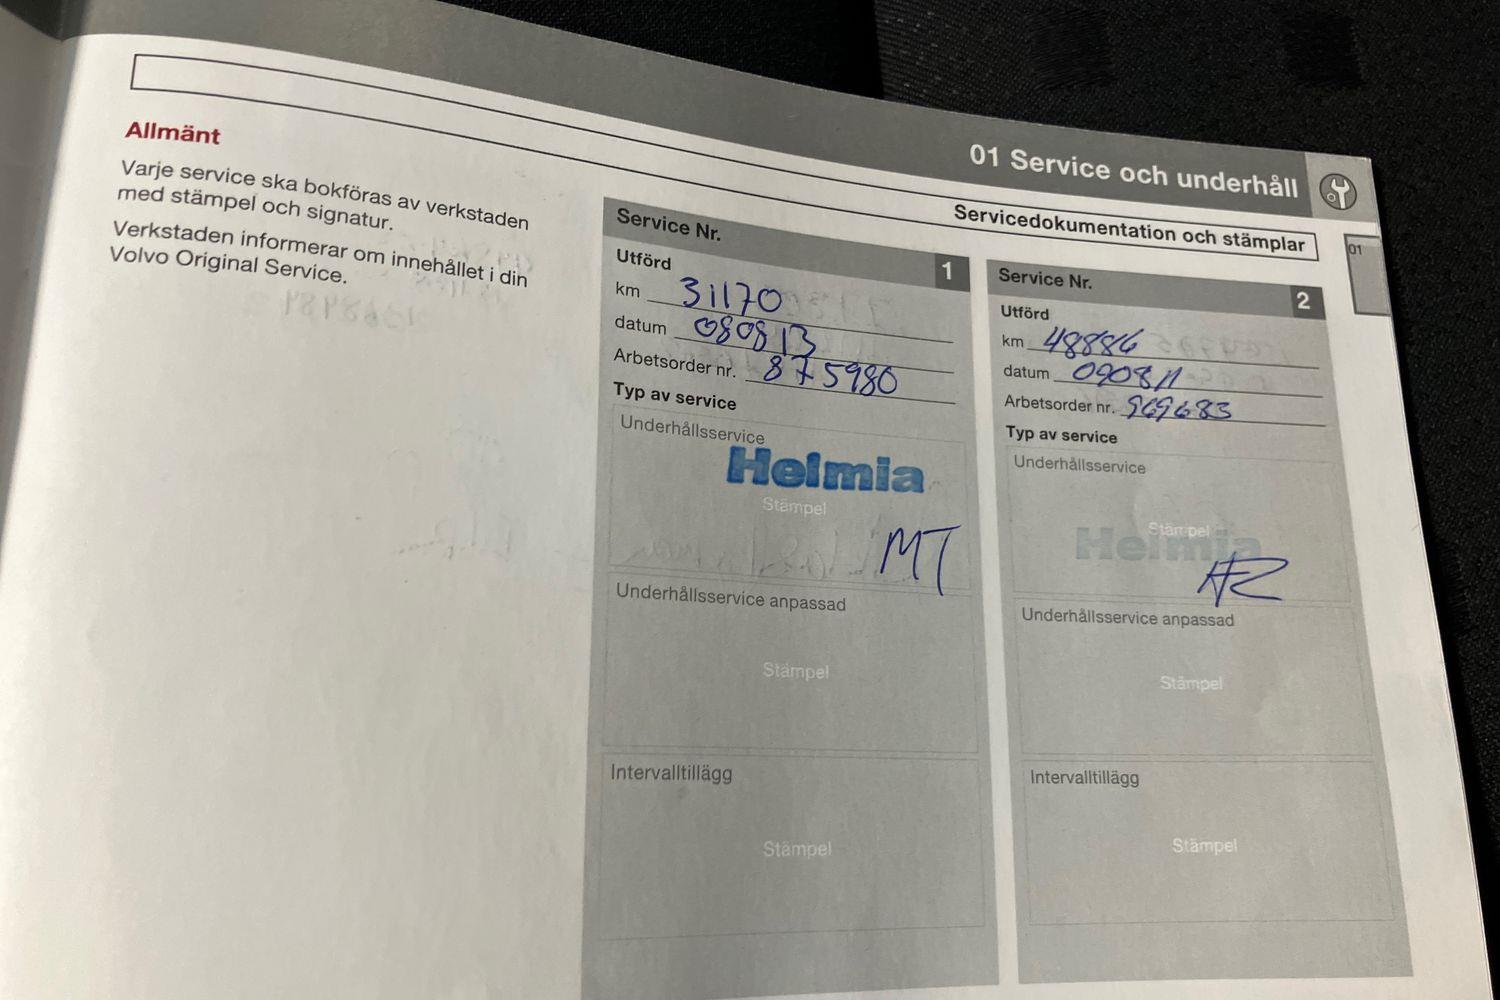 01 Service och underhåll
Servicedokumentation och stämplar
01
Allmänt
Varje service ska bokföras av verkstaden
med stämpel och signatur.
Verkstaden informerar om innehållet i din
Volvo Original Service.
Service Nr. 1
Utförd
km 31170
datum 080813
Arbetsorder nr. 875980
Typ av service
Underhållsservice
Helmia
Stämpel
MT
Underhållsservice anpassad
Stämpel
Intervalltillägg
Stämpel
Service Nr. 2
Utförd
km 48886
datum 090811
Arbetsorder nr. 969683
Typ av service
Underhållsservice
Stämpel
Helmia
Underhållsservice anpassad
Stämpel
Intervalltillägg
Stämpel